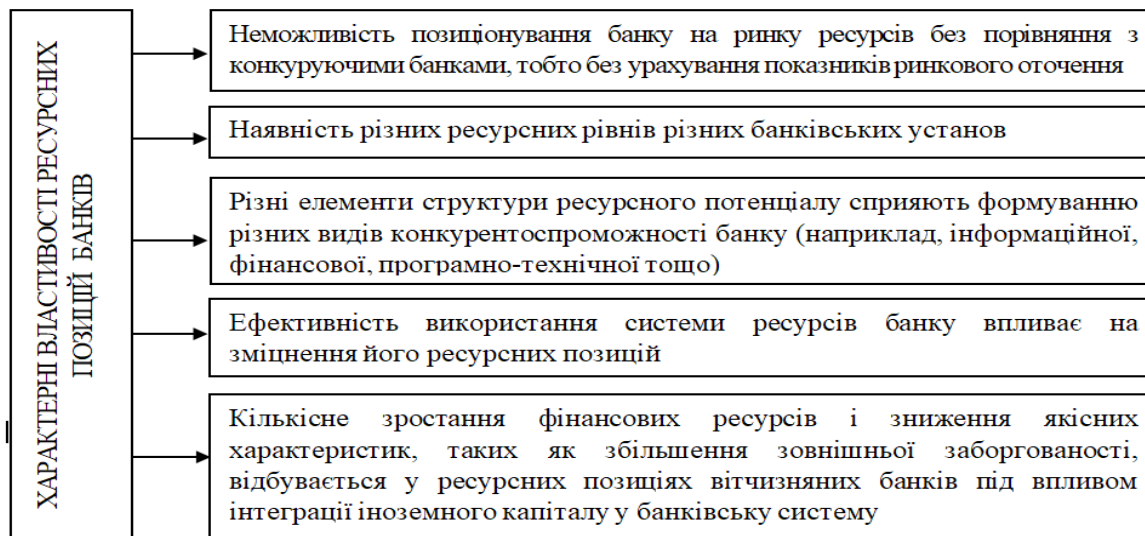 ХАРАКТЕРНІ ВЛАСТИВОСТІ РЕСУРСНИХ
ПОЗИЦІЙ БАНКІВ
Неможливість позиціонування банку на ринку ресурсів без порівняння з
конкуруючими банками, тобто без урахування показників ринкового оточення
Наявність різних ресурсних рівнів різних банківських установ
Різні елементи структури ресурсного потенціалу сприяють формуванню
різних видів конкурентоспроможності банку (наприклад, інформаційної,
фінансової, програмно-технічної тощо)
Ефективність використання системи ресурсів банку впливає на
зміцнення його ресурсних позицій
Кількісне зростання фінансових ресурсів і зниження якісних
характеристик, таких як збільшення зовнішньої заборгованості,
відбувається у ресурсних позиціях вітчизняних банків під впливом
інтеграції іноземного капіталу у банківську систему